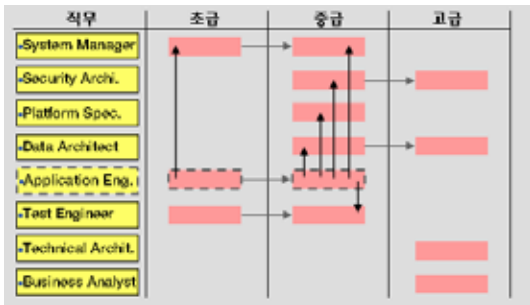 직무 초급 중급 고급
System Manager
Security Archi.
Platform Spec.
Data Architect
Application Eng.
Test Engineer
Technical Archit.
Business Analyst